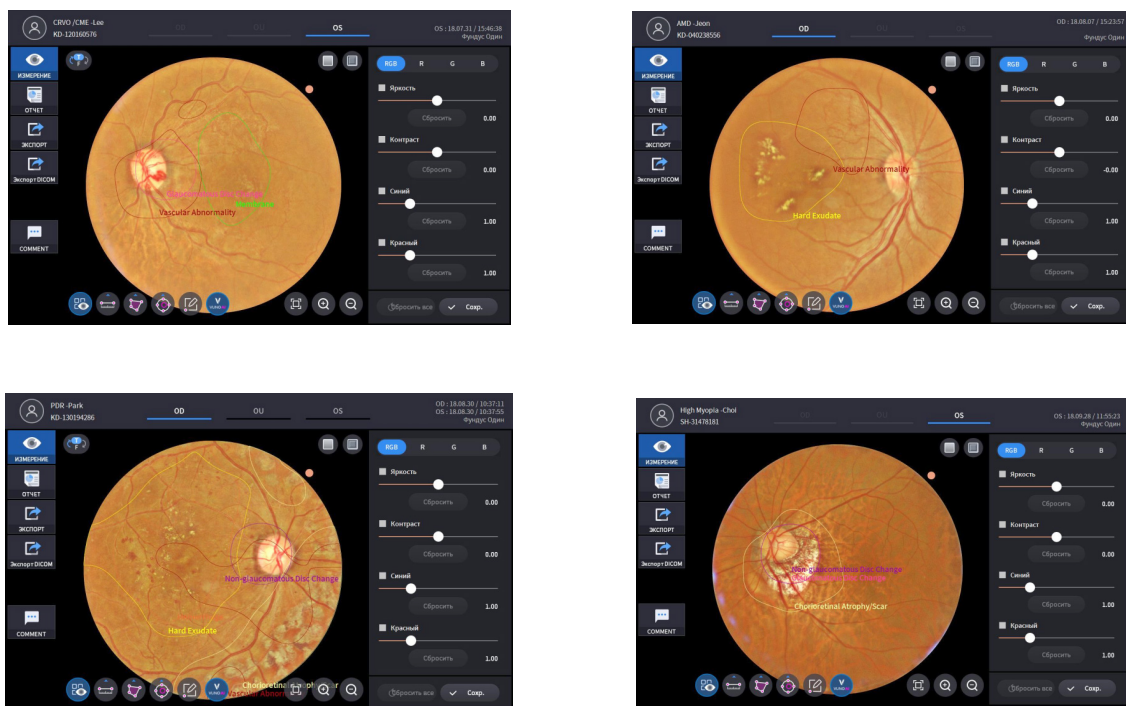 CRVO /CME -Lee
KD-120160576
OD
OU
OS
OS : 18.07.31 / 15:46:38
Фундус Один
ИЗМЕРЕНИЕ
ОТЧЕТ
ЭКСПОРТ
Экспорт DICOM
COMMENT
Glaucomatous Disc Change
Membrane
Vascular Abnormality
RGB R G B
Яркость
Сбросить 0.00
Контраст
Сбросить 0.00
Синий
Сбросить 1.00
Красный
Сбросить 1.00
Сбросить все
Сохр.
AMD -Jeon
KD-040238556
OD
OU
OS
OD : 18.08.07 / 15:23:57
Фундус Один
ИЗМЕРЕНИЕ
ОТЧЕТ
ЭКСПОРТ
Экспорт DICOM
COMMENT
Vascular Abnormality
Hard Exudate
RGB R G B
Яркость
Сбросить 0.00
Контраст
Сбросить -0.00
Синий
Сбросить 1.00
Красный
Сбросить 1.00
Сбросить все
Сохр.
PDR -Park
KD-130194286
OD
OU
OS
OD : 18.08.30 / 10:37:11
OS : 18.08.30 / 10:37:55
Фундус Один
ИЗМЕРЕНИЕ
ОТЧЕТ
ЭКСПОРТ
Экспорт DICOM
COMMENT
Non-glaucomatous Disc Change
Hard Exudate
RGB R G B
Яркость
Сбросить 0.00
Контраст
Сбросить 0.00
Синий
Сбросить 1.00
Красный
Сбросить 1.00
Сбросить все
Сохр.
High Myopia -Choi
SH-31478181
OD
OU
OS
OS : 18.09.28 / 11:55:23
Фундус Один
ИЗМЕРЕНИЕ
ОТЧЕТ
ЭКСПОРТ
Экспорт DICOM
COMMENT
Non-glaucomatous Disc Change
Chorioretinal Atrophy/Scar
RGB R G B
Яркость
Сбросить 0.00
Контраст
Сбросить 0.00
Синий
Сбросить 1.00
Красный
Сбросить 1.00
Сбросить все
Сохр.